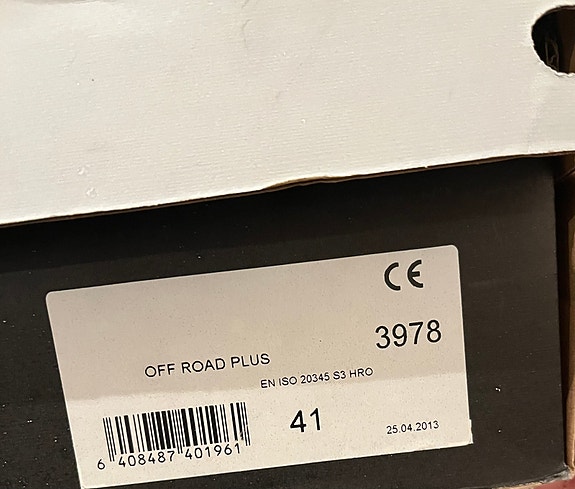 CE
3978
OFF ROAD PLUS
EN ISO 20345 S3 HRO
41
25.04.2013
6 408487 401961